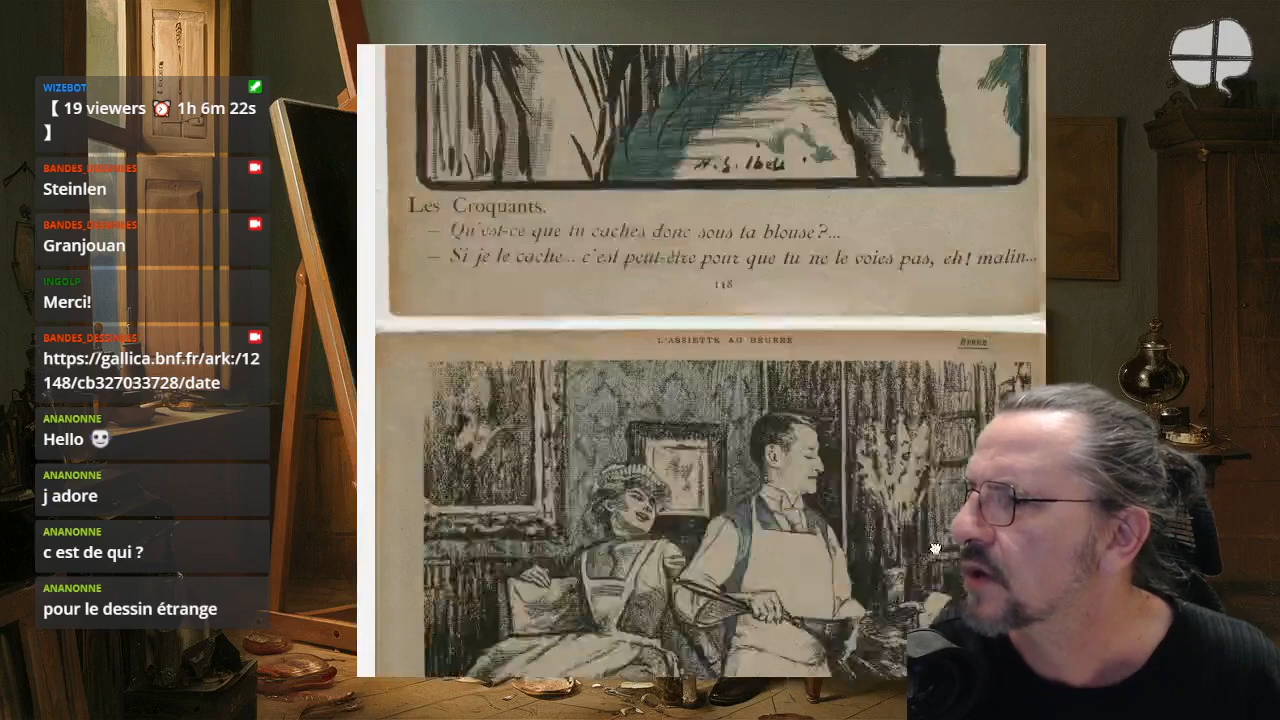 WIZEBOT
【 19 viewers ⏰ 1h 6m 22s
】
BANDES_DESSINEES
Steinlen
BANDES_DESSINEES
Granjouan
INGOLP
Merci!
BANDES_DESSINEES
https://gallica.bnf.fr/ark:/12
148/cb327033728/date
ANANONNE
Hello
ANANONNE
j adore
ANANONNE
c est de qui ?
ANANONNE
pour le dessin étrange
H. G. Ibels
Les Croquants.
— Qu'est-ce que tu caches donc sous ta blouse?...
— Si je le cache... c'est peut-être pour que tu ne le voies pas, eh! malin...
118
L'ASSIETTE AU BEURRE